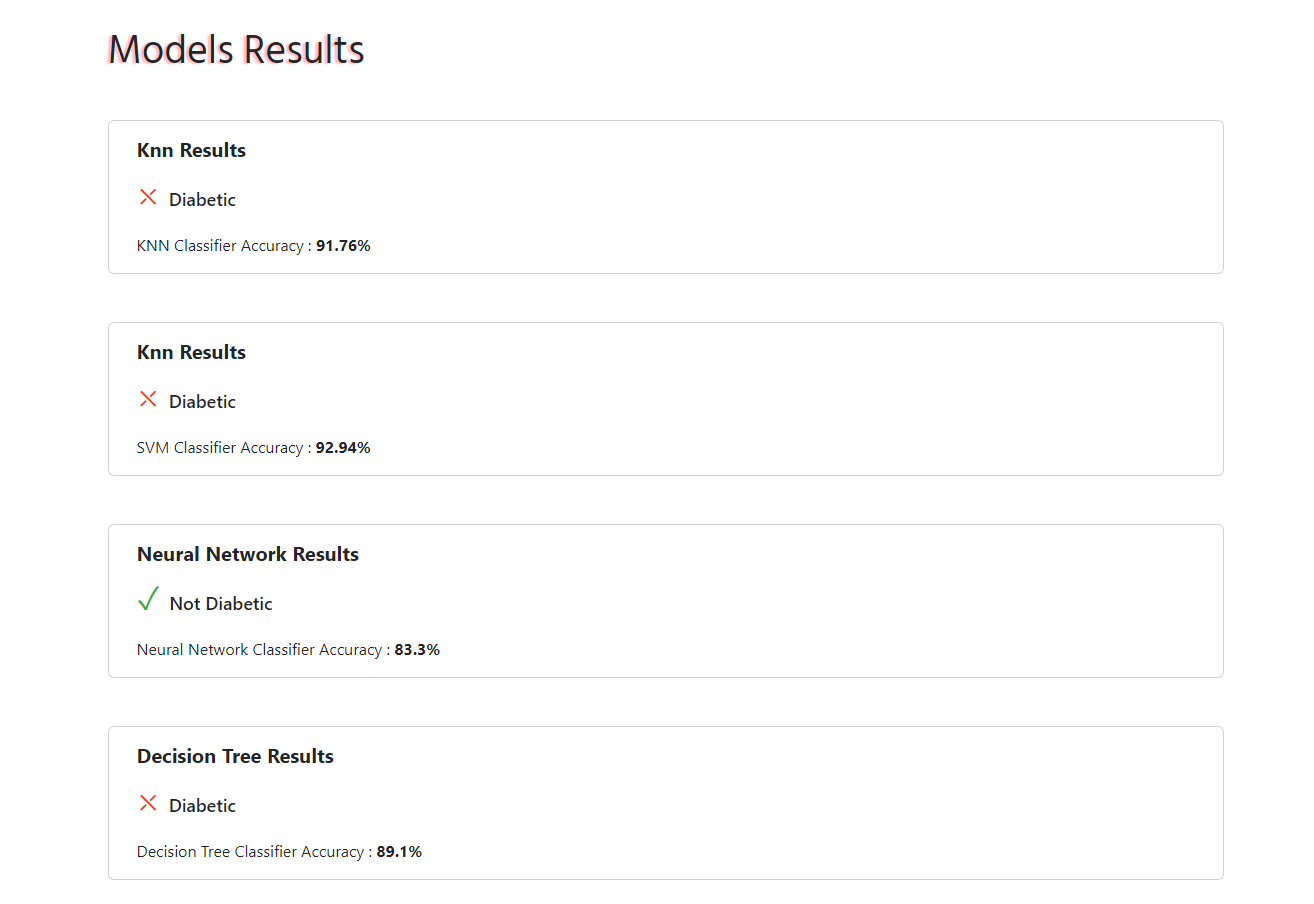 Models Results
Knn Results
Diabetic
KNN Classifier Accuracy : 91.76%
Knn Results
Diabetic
SVM Classifier Accuracy : 92.94%
Neural Network Results
Not Diabetic
Neural Network Classifier Accuracy : 83.3%
Decision Tree Results
Diabetic
Decision Tree Classifier Accuracy : 89.1%